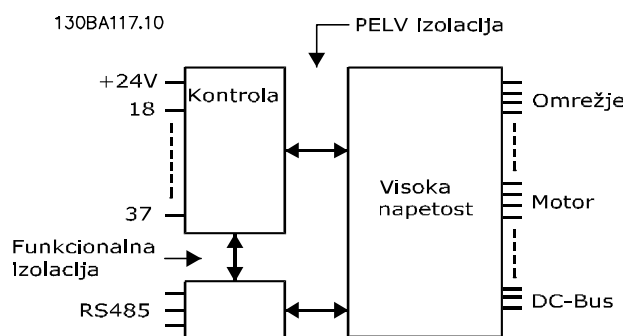 130BA117.10
PELV izolacija
+24V
18
37
Kontrola
Visoka
napetost
Omrežje
Motor
DC-Bus
Funkcionalna
izolacija
RS485